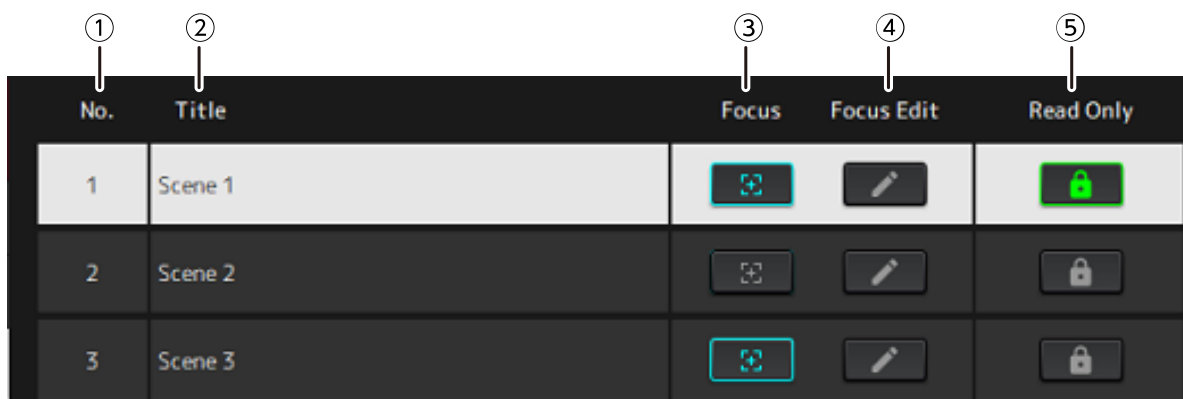 ① ② ③ ④ ⑤
No. Title Focus Focus Edit Read Only
1 Scene 1
2 Scene 2
3 Scene 3